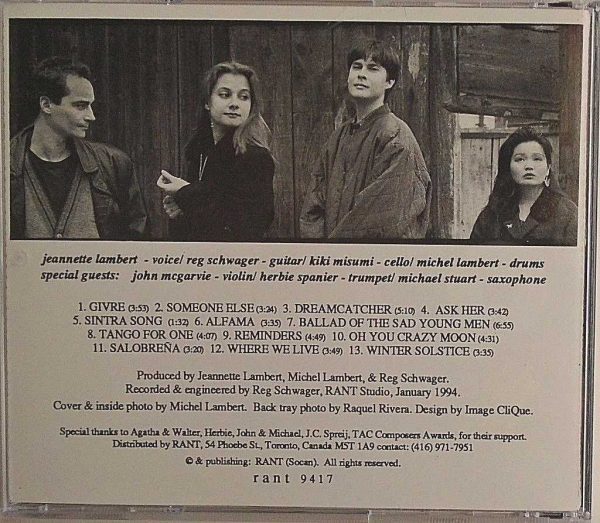 jeannette lambert - voice/ reg schwager - guitar/ kiki misumi - cello/ michel lambert - drums
special guests: john mcgarvie - violin/ herbie spanier - trumpet/ michael stuart - saxophone
1. GIVRE (3:53) 2. SOMEONE ELSE (3:24) 3. DREAMCATCHER (5:10) 4. ASK HER (3:42)
5. SINTRA SONG (1:32) 6. ALFAMA (3:35) 7. BALLAD OF THE SAD YOUNG MEN (6:55)
8. TANGO FOR ONE (4:07) 9. REMINDERS (4:49) 10. OH YOU CRAZY MOON (4:31)
11. SALOBREÑA (3:20) 12. WHERE WE LIVE (3:49) 13. WINTER SOLSTICE (3:35)
Produced by Jeannette Lambert, Michel Lambert, & Reg Schwager.
Recorded & engineered by Reg Schwager, RANT Studio, January 1994.
Cover & inside photo by Michel Lambert. Back tray photo by Raquel Rivera. Design by Image CliQue.
Special thanks to Agatha & Walter, Herbie, John & Michael, J.C. Spreij, TAC Composers Awards, for their support.
Distributed by RANT, 54 Phoebe St., Toronto, Canada M5T 1A9 contact: (416) 971-7951
© & publishing: RANT (Socan). All rights reserved.
rant 9417